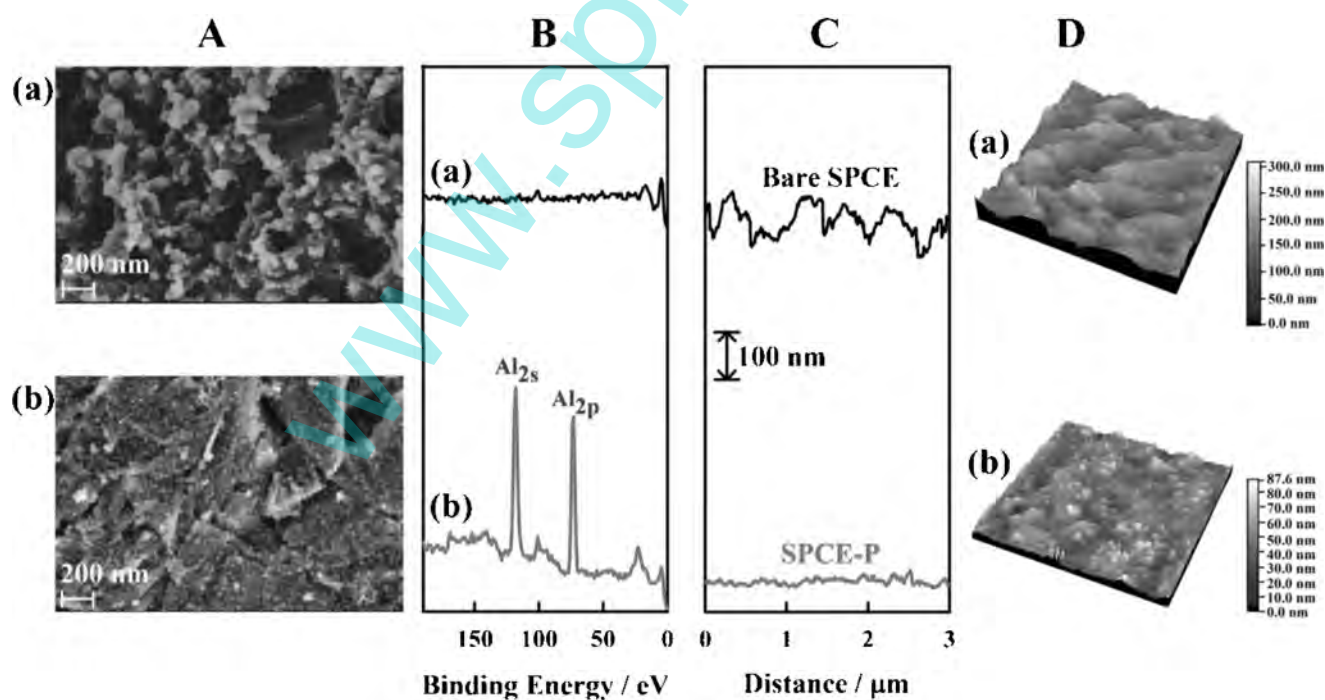 A
B
C
D
(a)
200 nm
(b)
200 nm
(a)
Al2s
Al2p
(b)
150 100 50 0
Binding Energy / eV
Bare SPCE
100 nm
SPCE-P
0 1 2 3
Distance / μm
(a)
300.0 nm
250.0 nm
200.0 nm
150.0 nm
100.0 nm
50.0 nm
0.0 nm
(b)
87.6 nm
80.0 nm
70.0 nm
60.0 nm
50.0 nm
40.0 nm
30.0 nm
20.0 nm
10.0 nm
0.0 nm
www.sp